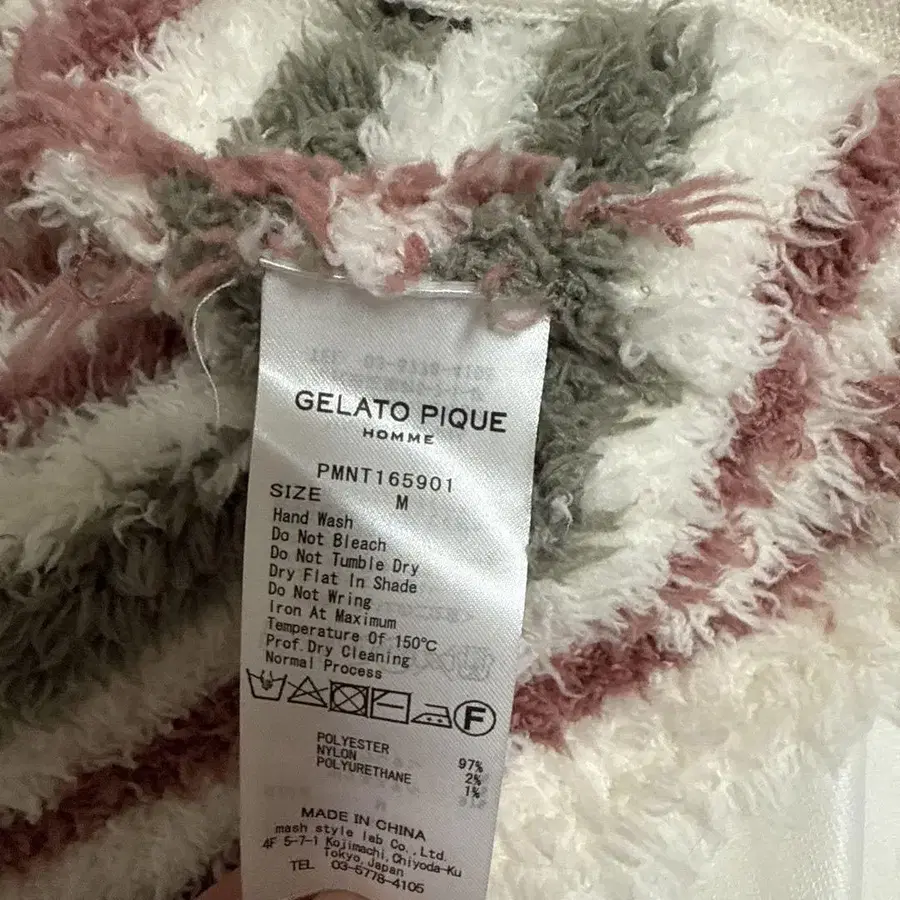 GELATO PIQUE
HOMME
PMNT165901
SIZE M
Hand Wash
Do Not Bleach
Do Not Tumble Dry
Dry Flat In Shade
Do Not Wring
Iron At Maximum
Temperature Of 150℃
Prof.Dry Cleaning
Normal Process
F
POLYESTER 97%
NYLON 2%
POLYURETHANE 1%
MADE IN CHINA
mash style lab Co.,Ltd.
4F 5-7-1 Kojimachi,Chiyoda-Ku
Tokyo,Japan
TEL 03-5778-4105